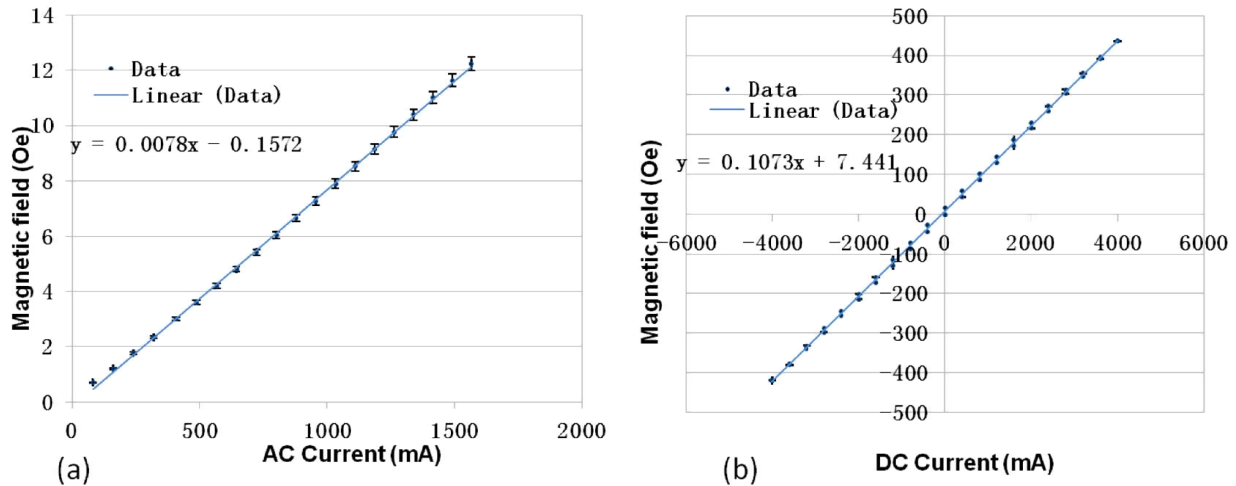 14
12
10
8
6
4
2
0
0 500 1000 1500 2000
Magnetic field (Oe)
AC Current (mA)
Data
Linear (Data)
y = 0.0078x − 0.1572
(a)
500
400
300
200
100
0
−100
−200
−300
−400
−500
−6000 −4000 −2000 0 2000 4000 6000
Magnetic field (Oe)
DC Current (mA)
Data
Linear (Data)
y = 0.1073x + 7.441
(b)